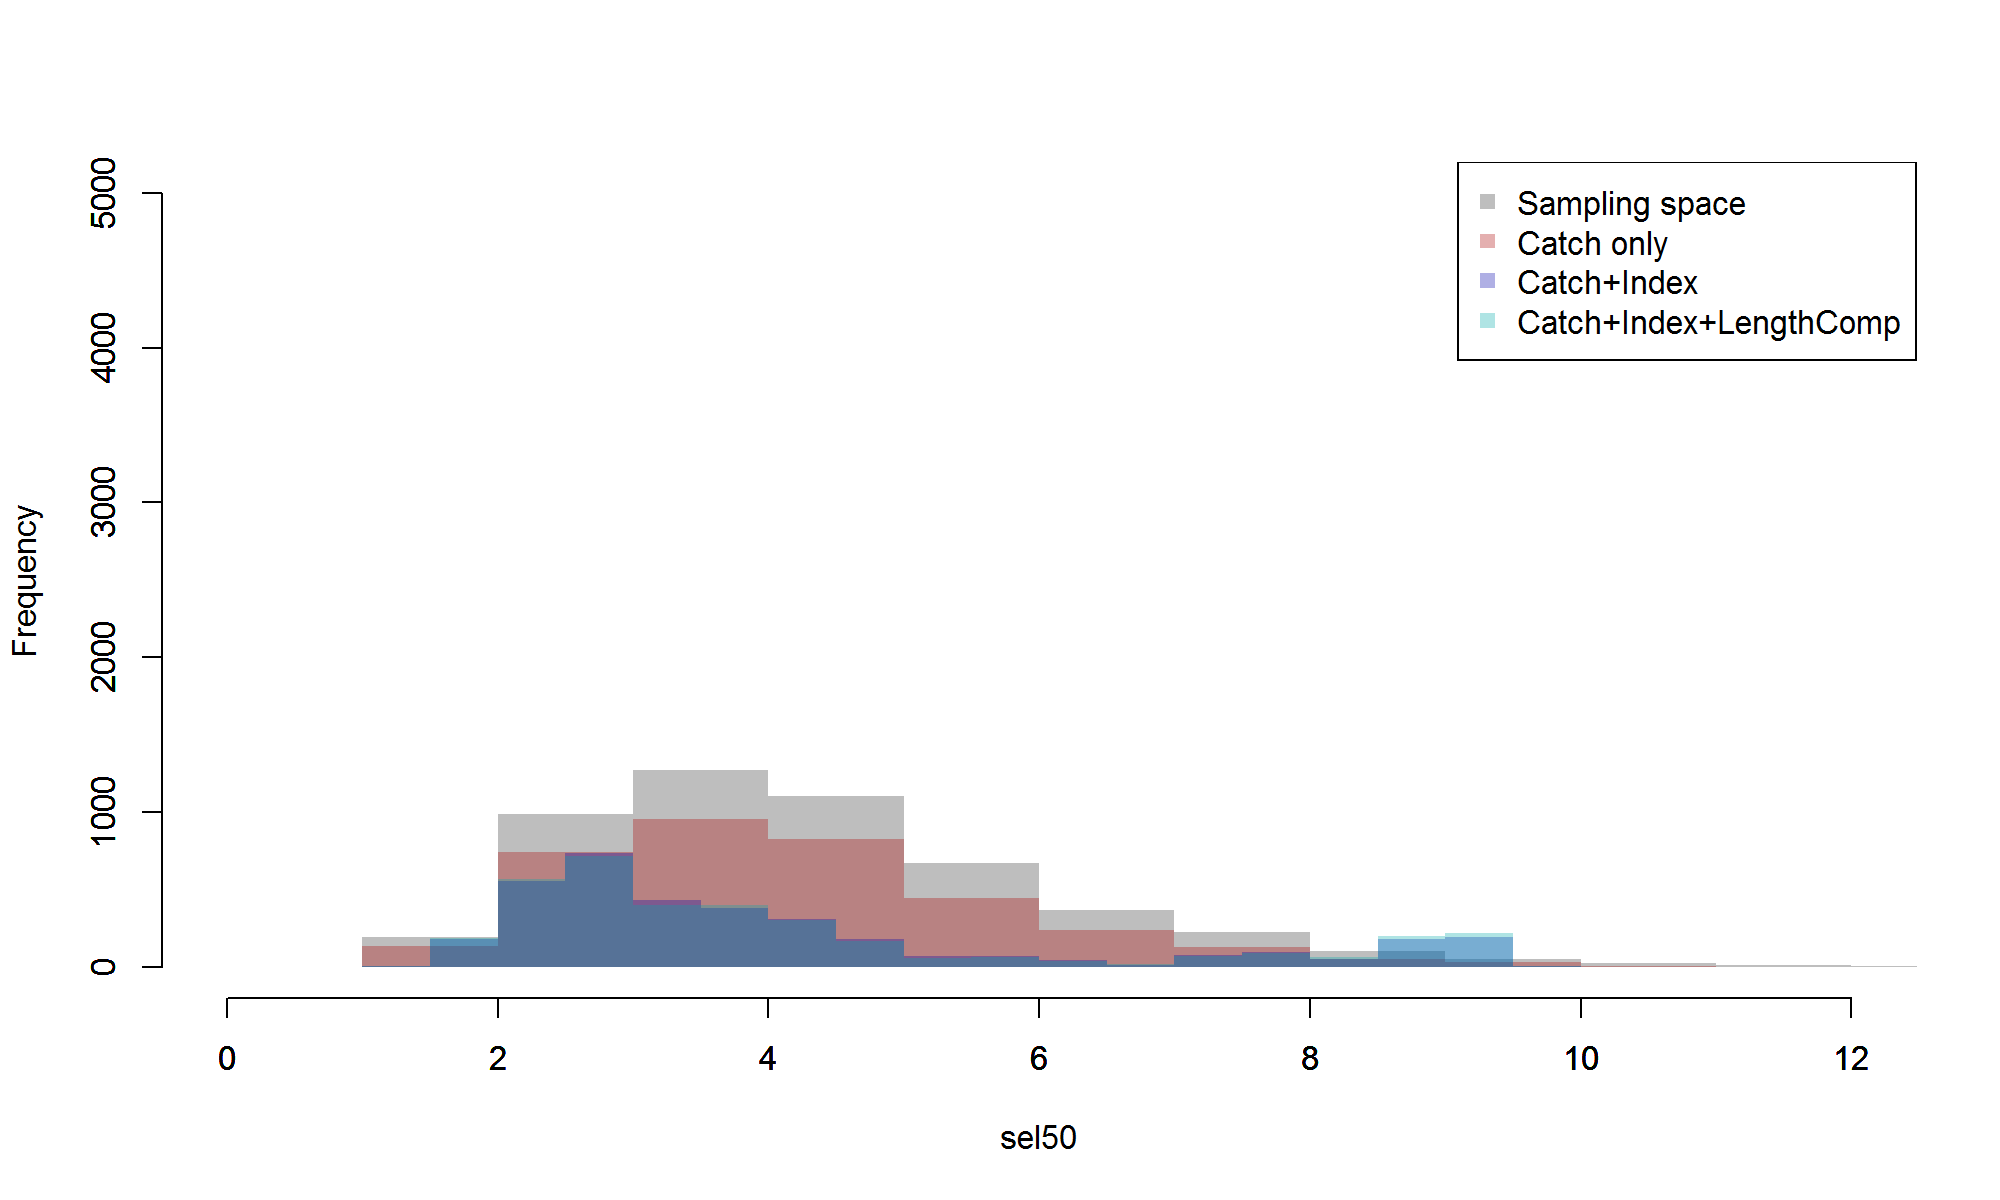 Sampling space
Catch only
Catch+Index
Catch+Index+LengthComp
5000
4000
3000
2000
1000
0
Frequency
0 2 4 6 8 10 12
sel50